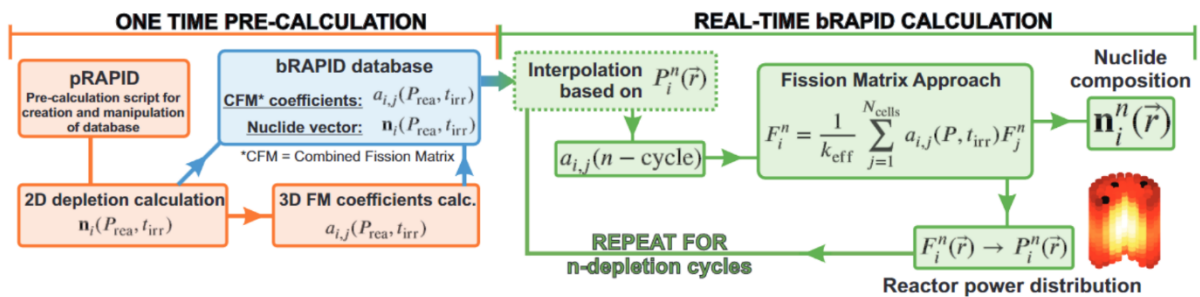 ONE TIME PRE-CALCULATION
REAL-TIME bRAPID CALCULATION
pRAPID
Pre-calculation script for
creation and manipulation
of database
bRAPID database
CFM* coefficients: a_{i,j}(P_rea, t_irr)
Nuclide vector: n_i(P_rea, t_irr)
*CFM = Combined Fission Matrix
2D depletion calculation
n_i(P_rea, t_irr)
3D FM coefficients calc.
a_{i,j}(P_rea, t_irr)
Interpolation
based on
P_i^n(r⃗)
a_{i,j}(n − cycle)
Fission Matrix Approach
F_i^n = \frac{1}{k_eff} \sum_{j=1}^{N_cells} a_{i,j}(P, t_irr)F_j^n
Nuclide
composition
n_i^n(r⃗)
F_i^n(r⃗) → P_i^n(r⃗)
Reactor power distribution
REPEAT FOR
n-depletion cycles